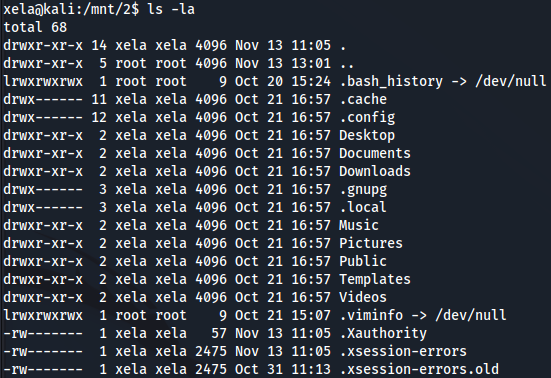 xela@kali:/mnt/2$ ls -la
total 68
drwxr-xr-x 14 xela xela 4096 Nov 13 11:05 .
drwxr-xr-x  5 root root 4096 Nov 13 13:01 ..
lrwxrwxrwx  1 root root    9 Oct 20 15:24 .bash_history -> /dev/null
drwx------ 11 xela xela 4096 Oct 21 16:57 .cache
drwx------ 12 xela xela 4096 Oct 21 16:57 .config
drwxr-xr-x  2 xela xela 4096 Oct 21 16:57 Desktop
drwxr-xr-x  2 xela xela 4096 Oct 21 16:57 Documents
drwxr-xr-x  2 xela xela 4096 Oct 21 16:57 Downloads
drwx------  3 xela xela 4096 Oct 21 16:57 .gnupg
drwx------  3 xela xela 4096 Oct 21 16:57 .local
drwxr-xr-x  2 xela xela 4096 Oct 21 16:57 Music
drwxr-xr-x  2 xela xela 4096 Oct 21 16:57 Pictures
drwxr-xr-x  2 xela xela 4096 Oct 21 16:57 Public
drwxr-xr-x  2 xela xela 4096 Oct 21 16:57 Templates
drwxr-xr-x  2 xela xela 4096 Oct 21 16:57 Videos
lrwxrwxrwx  1 root root    9 Oct 21 15:07 .viminfo -> /dev/null
-rw-------  1 xela xela   57 Nov 13 11:05 .Xauthority
-rw-------  1 xela xela 2475 Nov 13 11:05 .xsession-errors
-rw-------  1 xela xela 2475 Oct 31 11:13 .xsession-errors.old